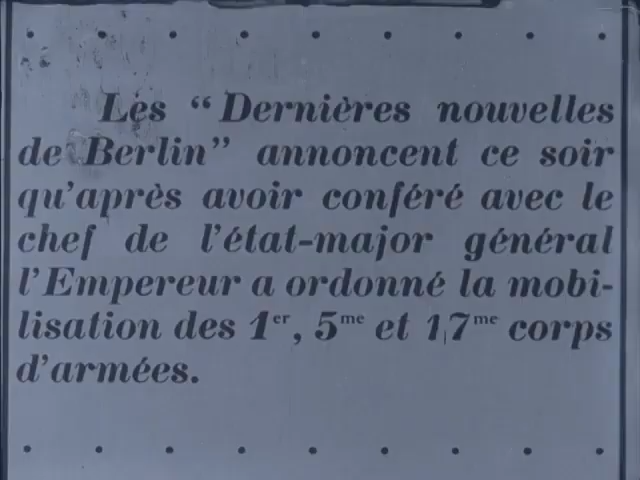 Les “Dernières nouvelles
de Berlin” annoncent ce soir
qu'après avoir conféré avec le
chef de l'état-major général
l'Empereur a ordonné la mobi-
lisation des 1er, 5me et 17me corps
d'armées.